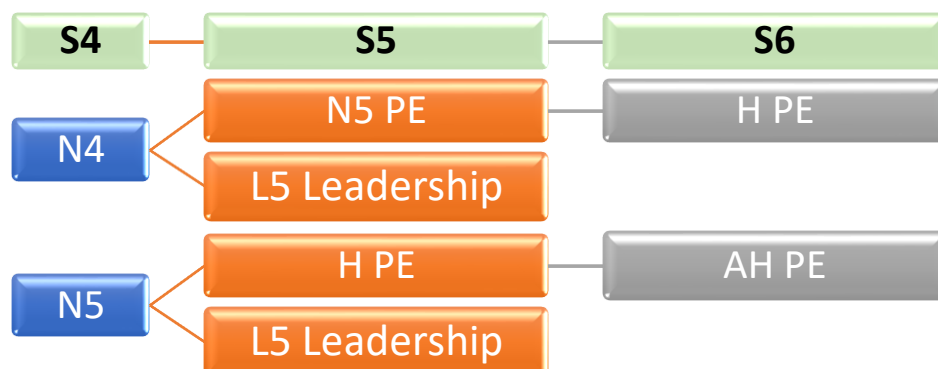 S4 S5 S6
N4 N5 PE H PE
L5 Leadership
N5 H PE AH PE
L5 Leadership